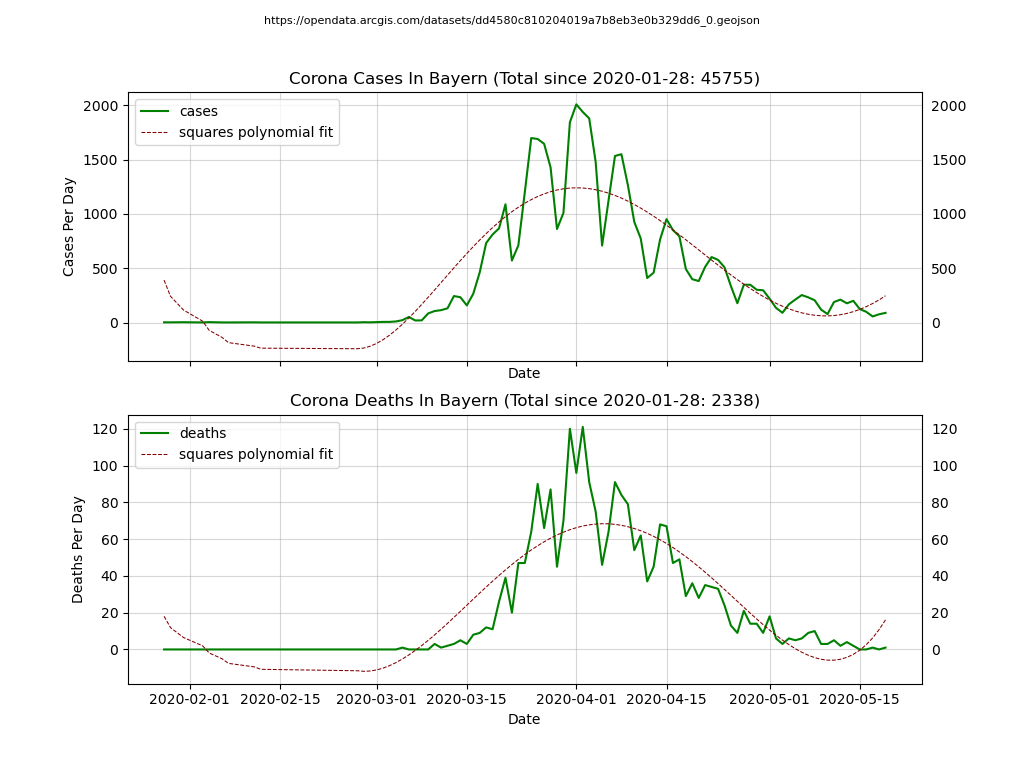 https://opendata.arcgis.com/datasets/dd4580c810204019a7b8eb3e0b329dd6_0.geojson
Corona Cases In Bayern (Total since 2020-01-28: 45755)
cases
squares polynomial fit
2000
1500
1000
500
0
2000
1500
1000
500
0
Cases Per Day
Date
Corona Deaths In Bayern (Total since 2020-01-28: 2338)
deaths
squares polynomial fit
120
100
80
60
40
20
0
120
100
80
60
40
20
0
Deaths Per Day
2020-02-01 2020-02-15 2020-03-01 2020-03-15 2020-04-01 2020-04-15 2020-05-01 2020-05-15
Date